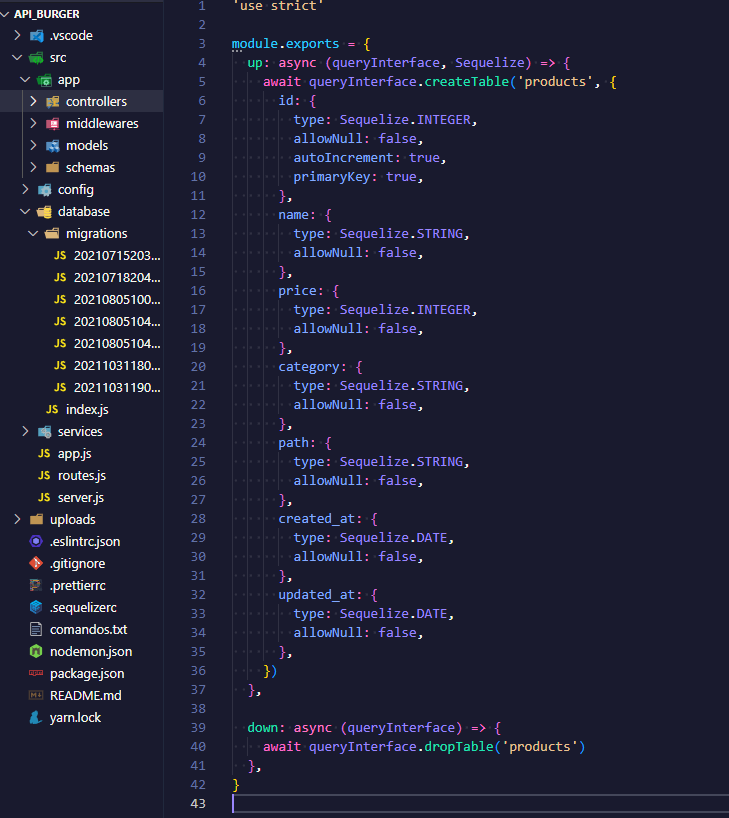 API_BURGER
.vscode
src
app
controllers
middlewares
models
schemas
config
database
migrations
JS 20210715203...
JS 20210718204...
JS 20210805100...
JS 20210805104...
JS 20210805104...
JS 20211031180...
JS 20211031190...
JS index.js
services
JS app.js
JS routes.js
JS server.js
uploads
.eslintrc.json
.gitignore
.prettierrc
.sequelizerc
comandos.txt
nodemon.json
package.json
README.md
yarn.lock
1 'use strict'
2
3 module.exports = {
4   up: async (queryInterface, Sequelize) => {
5     await queryInterface.createTable('products', {
6       id: {
7         type: Sequelize.INTEGER,
8         allowNull: false,
9         autoIncrement: true,
10         primaryKey: true,
11       },
12       name: {
13         type: Sequelize.STRING,
14         allowNull: false,
15       },
16       price: {
17         type: Sequelize.INTEGER,
18         allowNull: false,
19       },
20       category: {
21         type: Sequelize.STRING,
22         allowNull: false,
23       },
24       path: {
25         type: Sequelize.STRING,
26         allowNull: false,
27       },
28       created_at: {
29         type: Sequelize.DATE,
30         allowNull: false,
31       },
32       updated_at: {
33         type: Sequelize.DATE,
34         allowNull: false,
35       },
36     })
37   },
38
39   down: async (queryInterface) => {
40     await queryInterface.dropTable('products')
41   },
42 }
43